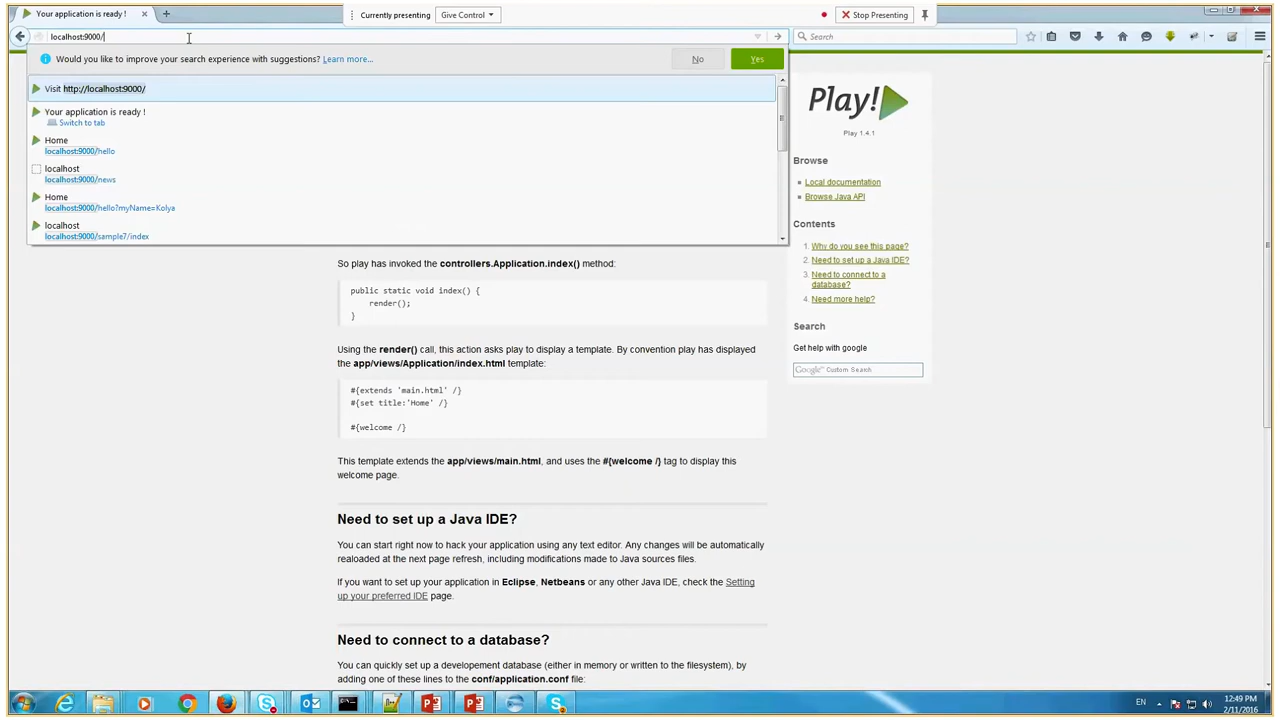 Your application is ready !
Currently presenting
Give Control
Stop Presenting
localhost:9000/
Search
Would you like to improve your search experience with suggestions? Learn more...
No
Yes
Visit http://localhost:9000/
Your application is ready !
Switch to tab
Home
localhost:9000/hello
localhost
localhost:9000/news
Home
localhost:9000/hello?myName=Kolya
localhost
localhost:9000/sample7/index
So play has invoked the controllers.Application.index() method:
public static void index() {
render();
}
Using the render() call, this action asks play to display a template. By convention play has displayed
the app/views/Application/index.html template:
#{extends 'main.html' /}
#{set title:'Home' /}
#{welcome /}
This template extends the app/views/main.html, and uses the #{welcome /} tag to display this
welcome page.
Need to set up a Java IDE?
You can start right now to hack your application using any text editor. Any changes will be automatically
realoaded at the next page refresh, including modifications made to Java sources files.
If you want to set up your application in Eclipse, Netbeans or any other Java IDE, check the Setting
up your preferred IDE page.
Need to connect to a database?
You can quickly set up a developement database (either in memory or written to the filesystem), by
adding one of these lines to the conf/application.conf file:
Play!
Play 1.4.1
Browse
Local documentation
Browse Java API
Contents
1. Why do you see this page?
2. Need to set up a Java IDE?
3. Need to connect to a
database?
4. Need more help?
Search
Get help with google
Google Custom Search
EN
12:49 PM
2/11/2016